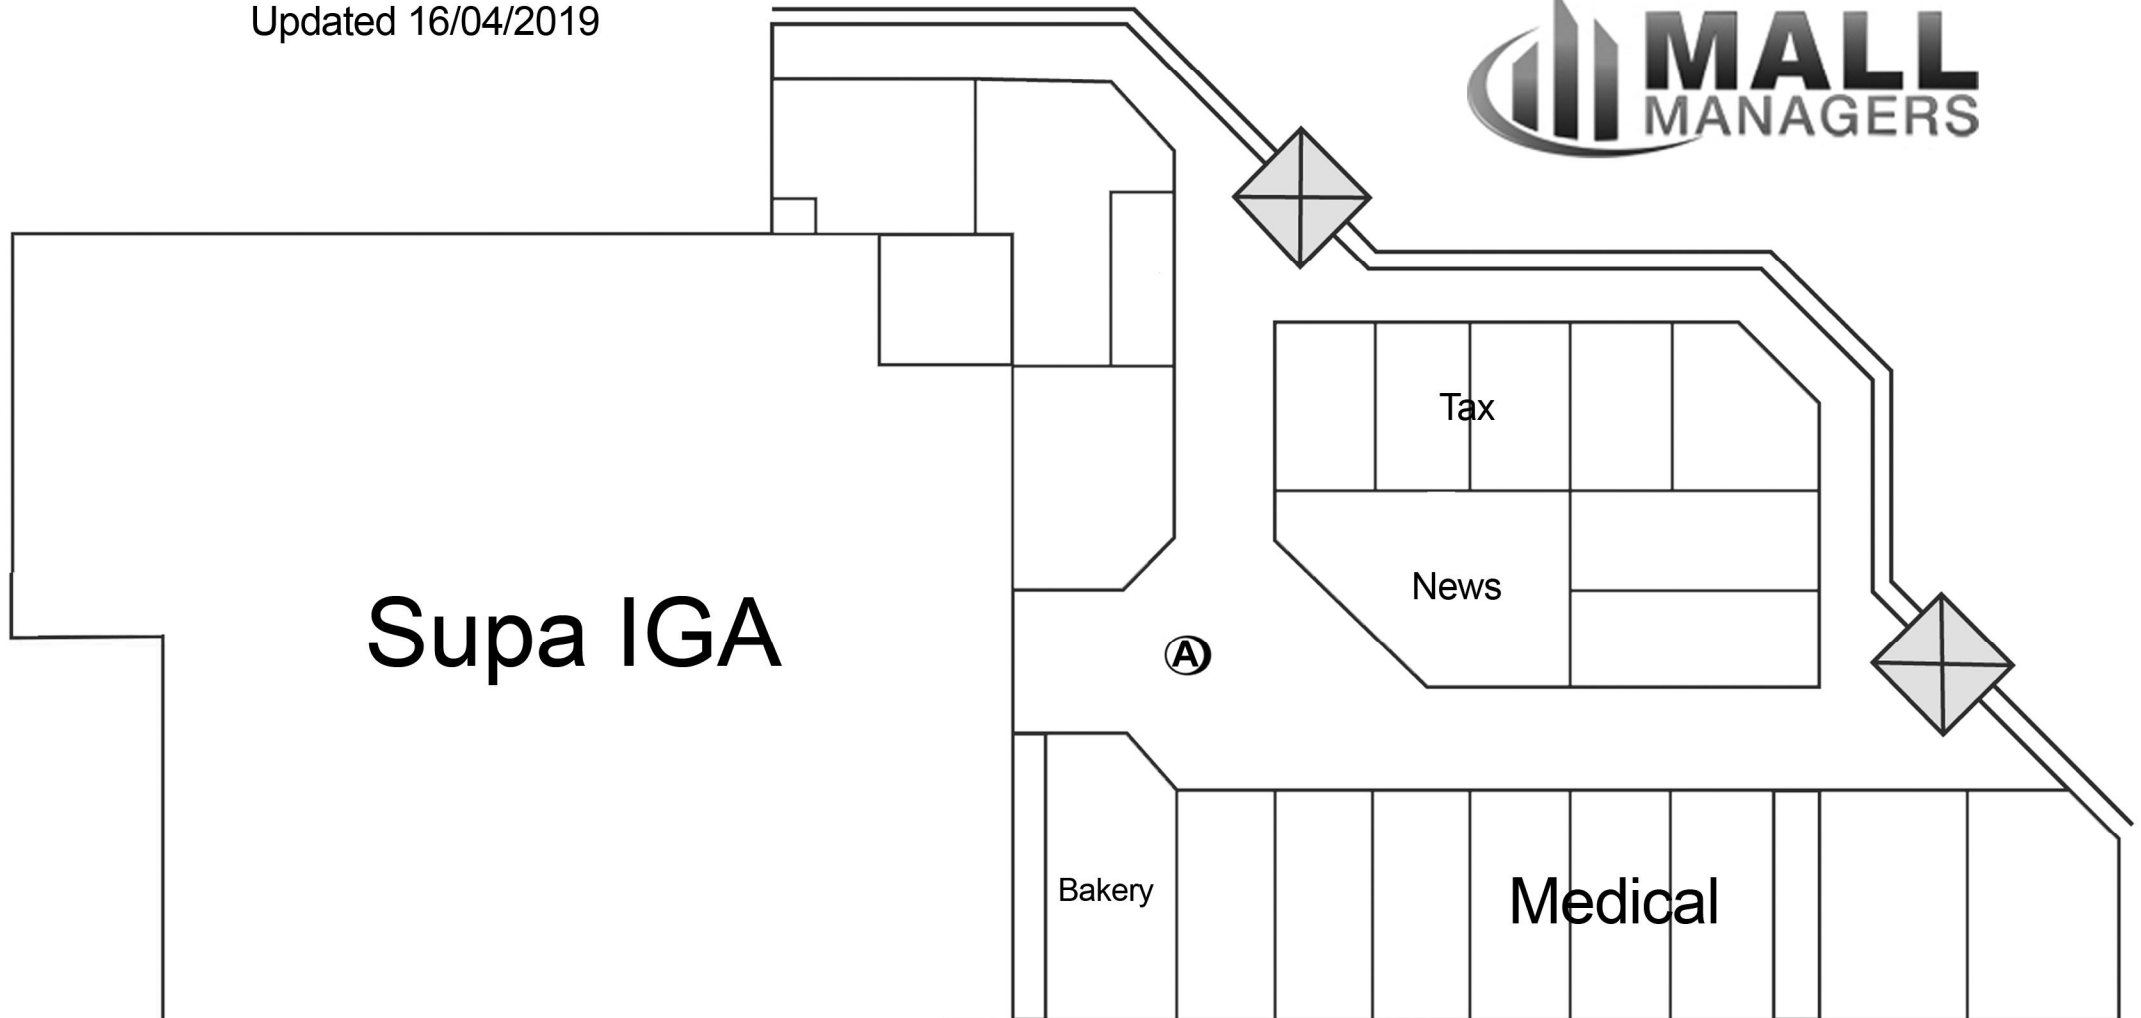 Updated 16/04/2019
MALL
MANAGERS
Tax
News
Supa IGA
A
Bakery
Medical